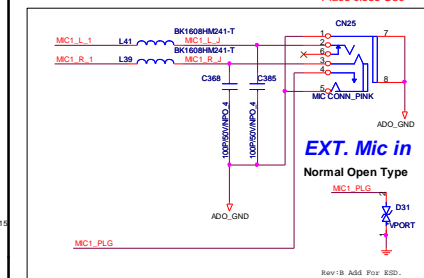 CN25
BK1608HM241-T
MIC1_L_1
L41
MIC1_L_J
1
7
2
BK1608HM241-T
6
MIC1_R_1
L39
MIC1_R_J
3
4
C368
C385
8
5
MIC CONN_PINK
100P/50V/NPO_4
100P/50V/NPO_4
ADO_GND
EXT. Mic in
Normal Open Type
MIC1_PLG
2
ADO_GND
D31
VPORT
1
MIC1_PLG
Rev:B Add For ESD.
15